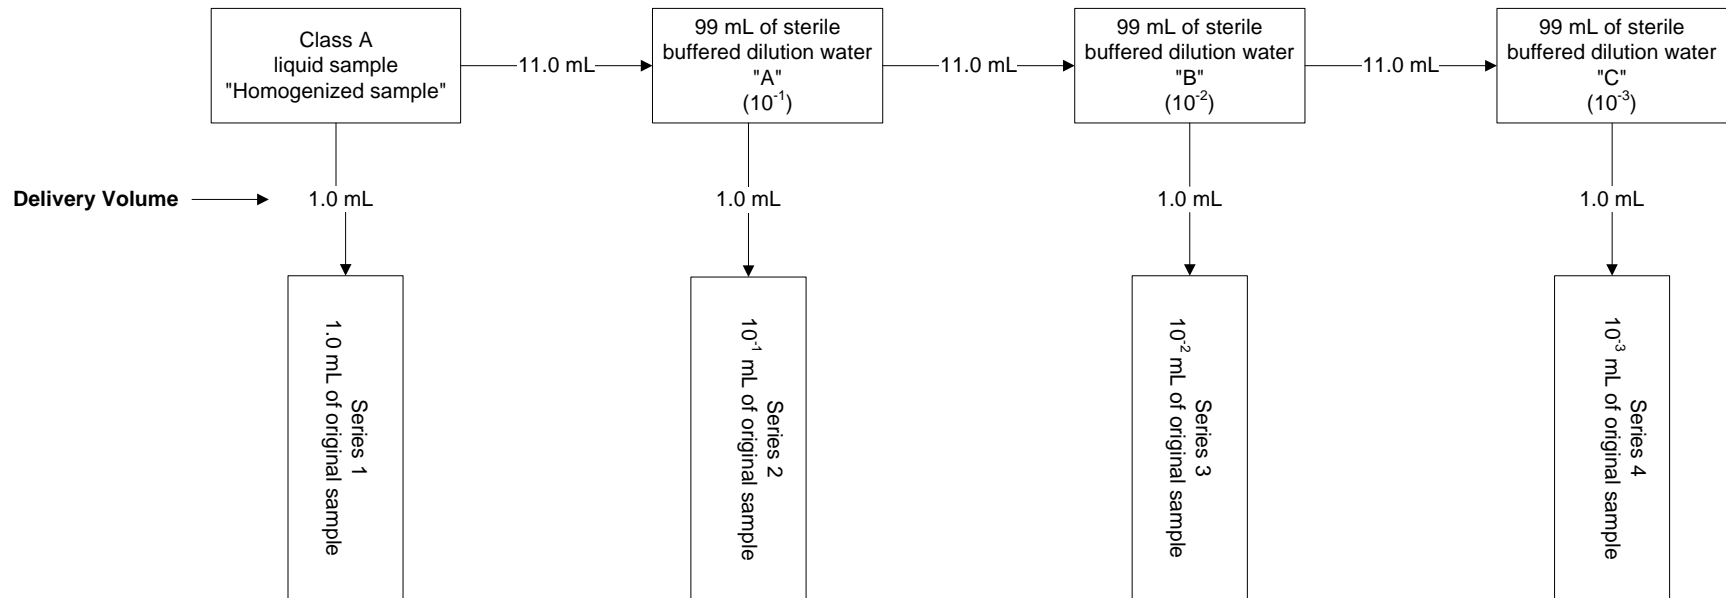 Class A
liquid sample
"Homogenized sample"
11.0 mL
99 mL of sterile
buffered dilution water
"A"
(10⁻¹)
11.0 mL
99 mL of sterile
buffered dilution water
"B"
(10⁻²)
11.0 mL
99 mL of sterile
buffered dilution water
"C"
(10⁻³)
Delivery Volume
1.0 mL
1.0 mL
1.0 mL
1.0 mL
Series 1
1.0 mL of original sample
Series 2
10⁻¹ mL of original sample
Series 3
10⁻² mL of original sample
Series 4
10⁻³ mL of original sample